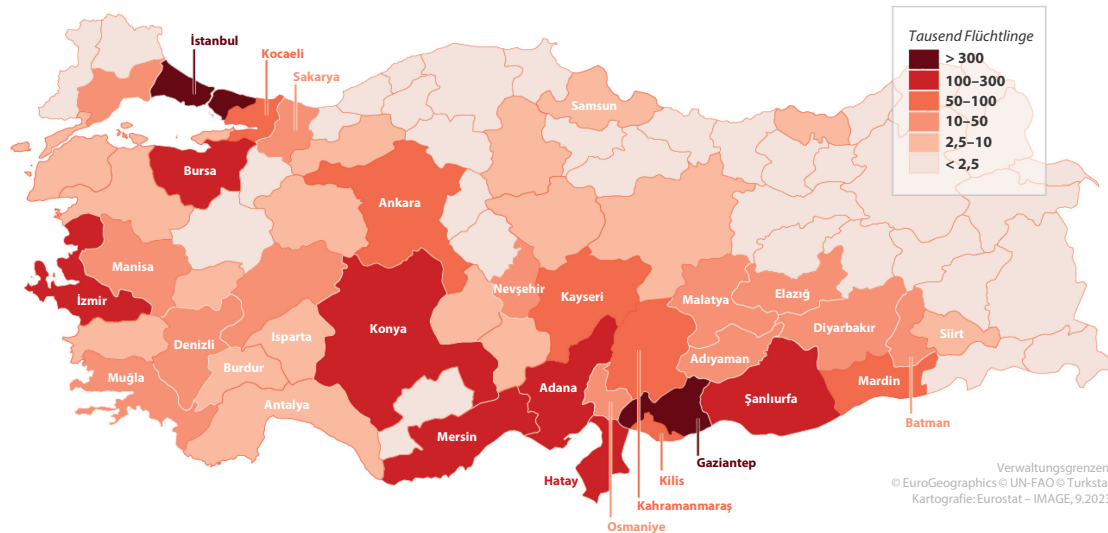 İstanbul
Kocaeli
Sakarya
Samsun
Tausend Flüchtlinge
> 300
100–300
50–100
10–50
2,5–10
< 2,5
Bursa
Ankara
Manisa
İzmir
Nevşehir
Kayseri
Malatya
Elazığ
Konya
Isparta
Denizli
Diyarbakır
Siirt
Burdur
Adıyaman
Muğla
Adana
Şanlıurfa
Mardin
Antalya
Batman
Mersin
Gaziantep
Hatay
Kilis
Kahramanmaraş
Osmaniye
Verwaltungsgrenzen
© EuroGeographics © UN-FAO © Turksta
Kartografie: Eurostat – IMAGE, 9.2023